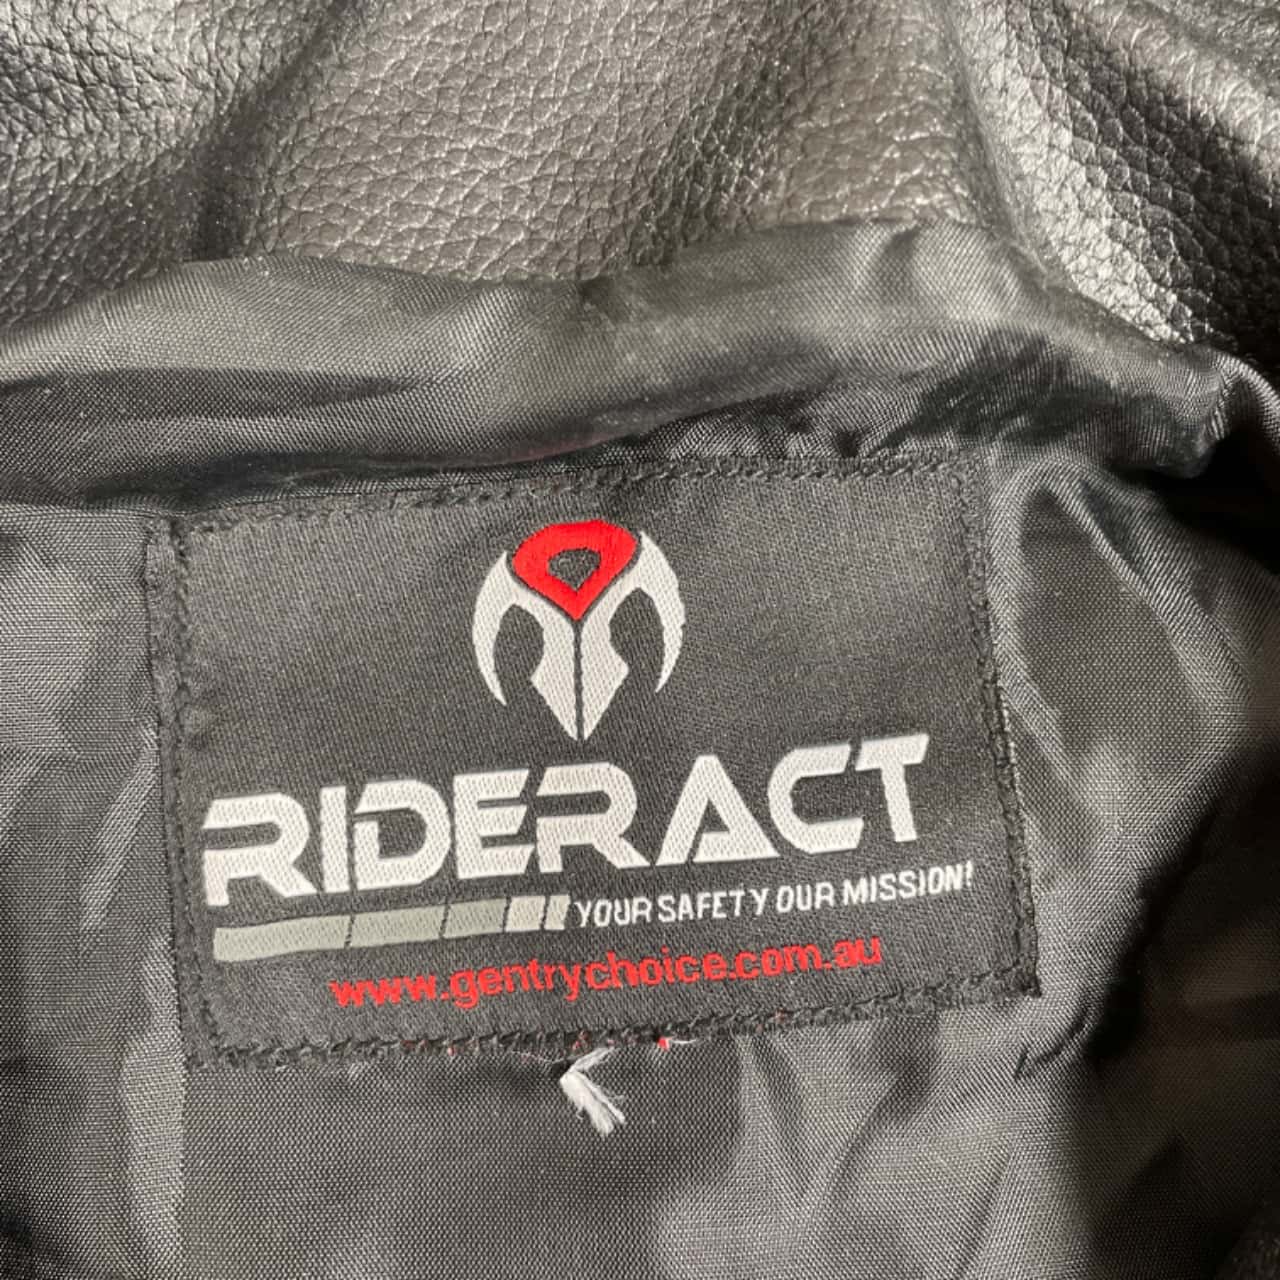 RIDERACT
YOUR SAFETY OUR MISSION!
www.gentrychoice.com.au